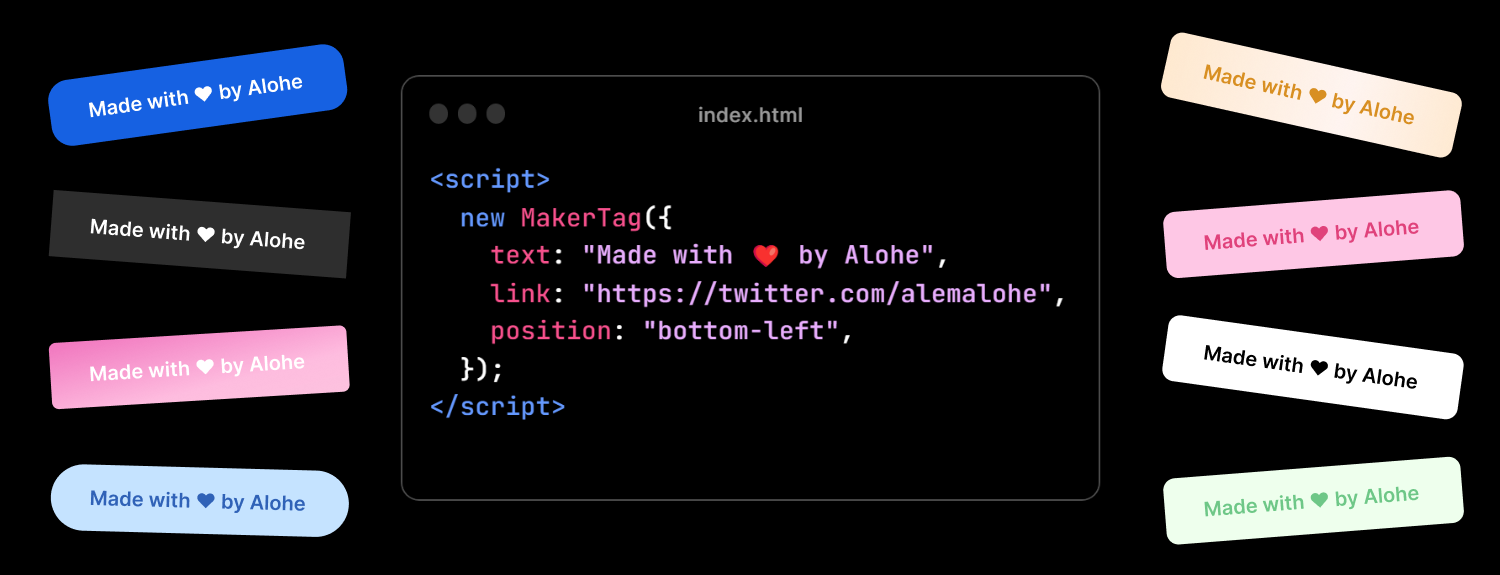 Made with ♥ by Alohe
Made with ♥ by Alohe
Made with ♥ by Alohe
Made with ♥ by Alohe
index.html
<script>
  new MakerTag({
    text: "Made with ❤️ by Alohe",
    link: "https://twitter.com/alemalohe",
    position: "bottom-left",
  });
</script>
Made with ♥ by Alohe
Made with ♥ by Alohe
Made with ♥ by Alohe
Made with ♥ by Alohe